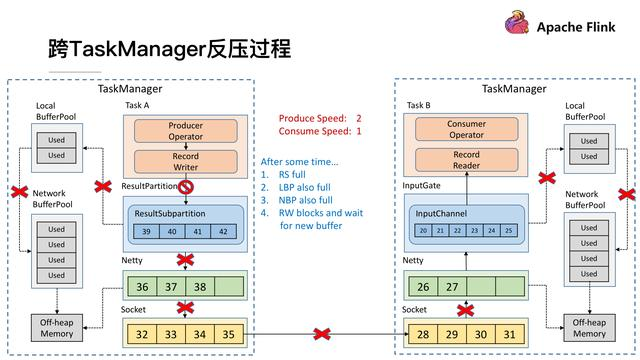 Apache Flink
跨TaskManager反压过程
TaskManager
Local
BufferPool
Used
Used
Network
BufferPool
Used
Used
Used
Used
Off-heap
Memory
Task A
Producer
Operator
Record
Writer
ResultPartition
ResultSubpartition
39 40 41 42
Netty
36 37 38
Socket
32 33 34 35
Produce Speed: 2
Consume Speed: 1
After some time...
1. RS full
2. LBP also full
3. NBP also full
4. RW blocks and wait
for new buffer
TaskManager
Task B
Consumer
Operator
Record
Reader
InputGate
InputChannel
20 21 22 23 24 25
Netty
26 27
Socket
28 29 30 31
Local
BufferPool
Used
Used
Network
BufferPool
Used
Used
Used
Used
Off-heap
Memory